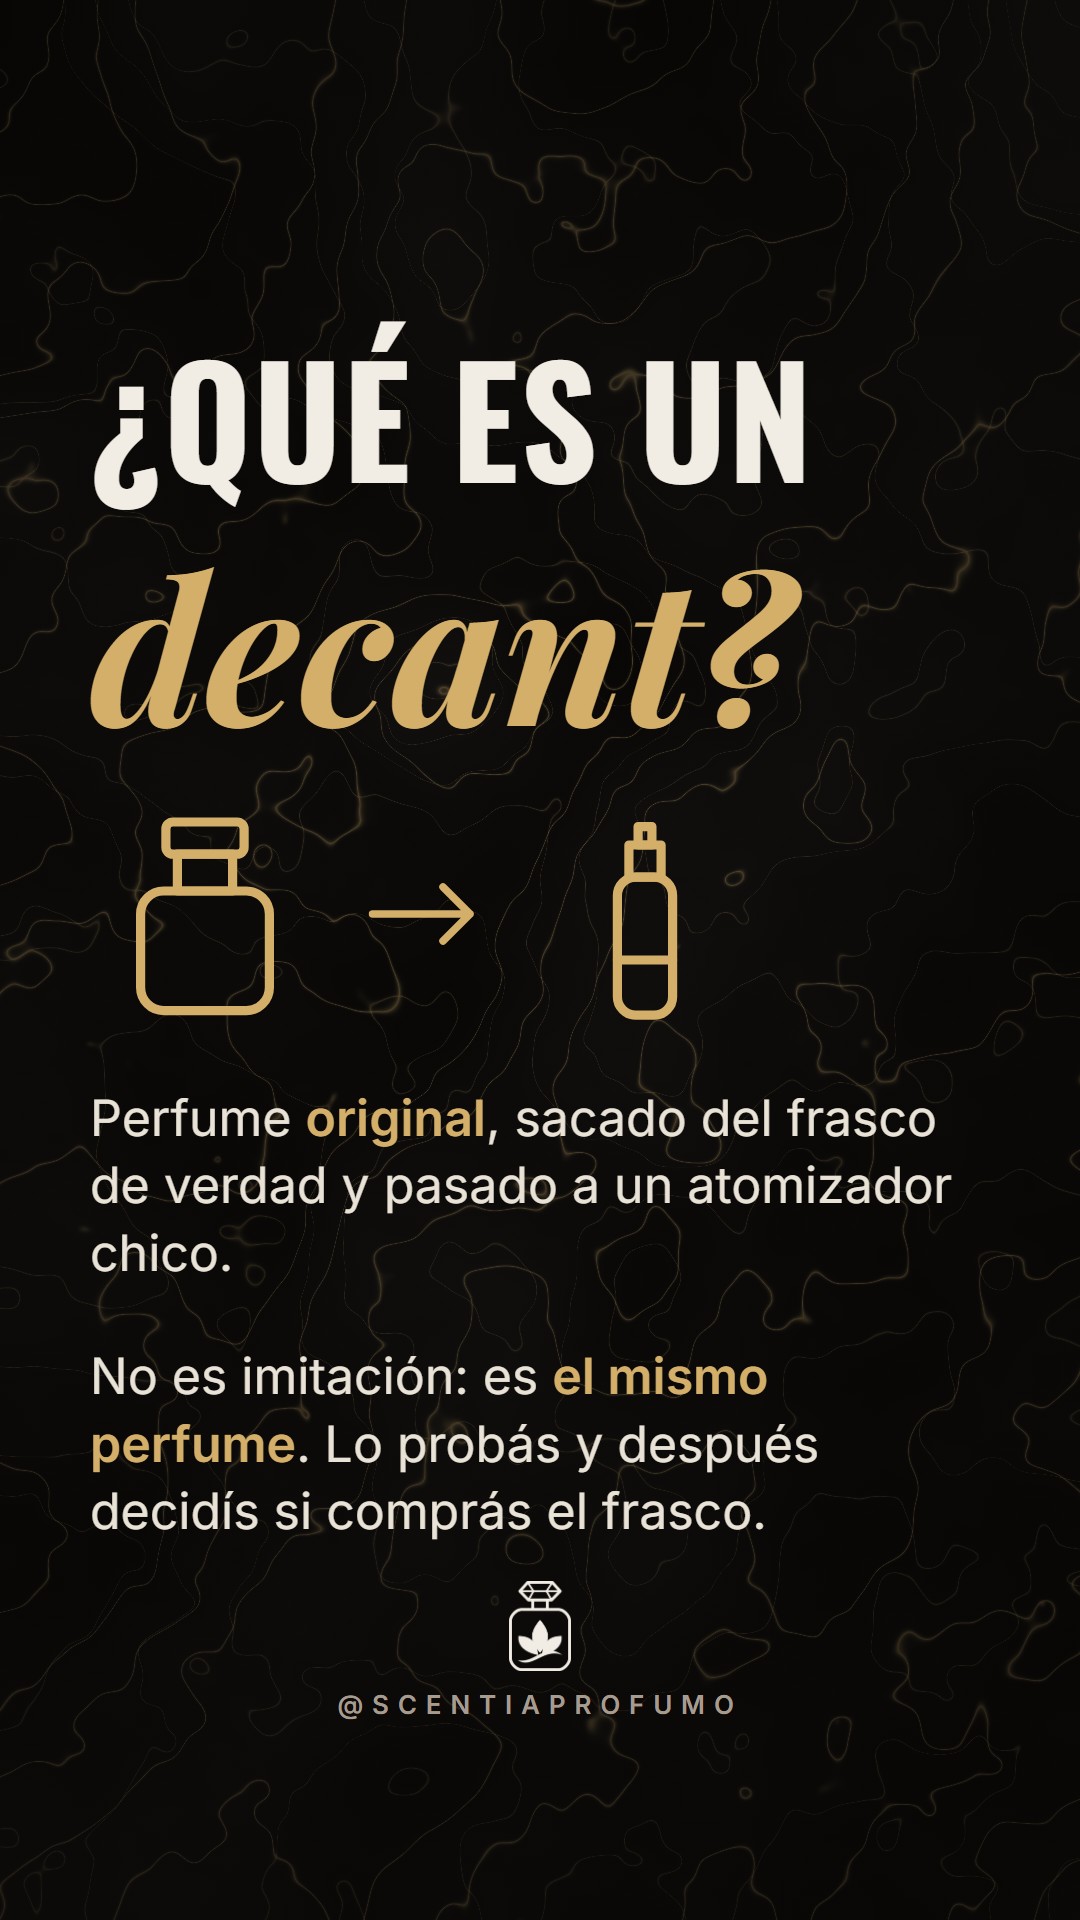 ¿QUÉ ES UN
decant?
Perfume original, sacado del frasco
de verdad y pasado a un atomizador
chico.
No es imitación: es el mismo
perfume. Lo probás y después
decidís si comprás el frasco.
@SCENTIAPROFUMO